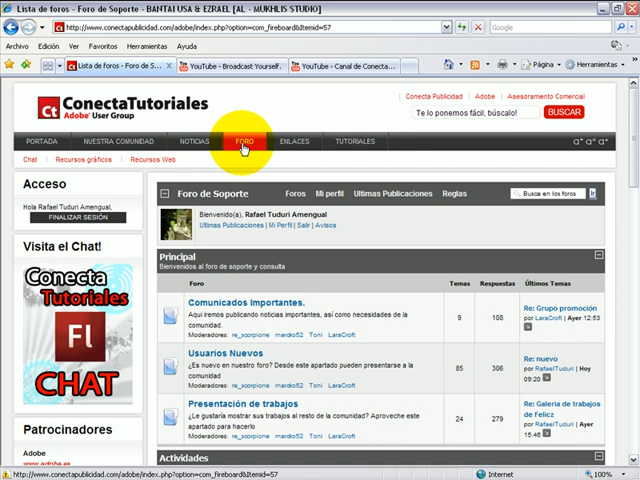 Lista de foros - Foro de Soporte - BANTAI USA & EZRAEL [AL - MUKHLIS STUDIO]
http://www.conectapublicidad.com/adobe/index.php?option=com_fireboard&Itemid=57
Google
Archivo Edición Ver Favoritos Herramientas Ayuda
Lista de foros - Foro de S... YouTube - Broadcast Yourself. YouTube - Canal de Conecta...
Página Herramientas
Ct ConectaTutoriales
Adobe User Group
Conecta Publicidad | Adobe | Asesoramiento Comercial
Te lo ponemos fácil, búscalo! BUSCAR
PORTADA NUESTRA COMUNIDAD NOTICIAS FORO ENLACES TUTORIALES
Chat | Recursos gráficos | Recursos Web
Acceso
Hola Rafael Tuduri Amengual,
FINALIZAR SESIÓN
Visita el Chat!
Conecta
Tutoriales
Fl
CHAT
Patrocinadores
Adobe
www.adobe.es
Foro de Soporte Foros Mi perfil Ultimas Publicaciones Reglas Busca en los foros Ir
Bienvenido(a), Rafael Tuduri Amengual
Ultimas Publicaciones | Mi Perfil | Salir | Avisos
Principal
Bienvenidos al foro de soporte y consulta
Foro Temas Respuestas Últimos Temas
Comunicados Importantes.
Aquí iremos publicando noticias importantes, así como necesidades de la
comunidad.
Moderadores: re_scorpione mardko52 Toni LaraCroft
9 108
Re: Grupo promoción
por LaraCroft | Ayer 12:53
Usuarios Nuevos
¿Es nuevo en nuestro foro? Desde este apartado pueden presentarse a la
comunidad.
Moderadores: re_scorpione mardko52 Toni LaraCroft
85 306
Re: nuevo
por RafaelTuduri | Hoy
09:20
Presentación de trabajos
¿Le gustaría mostrar sus trabajos al resto de la comunidad? Aproveche este
apartado para hacerlo
Moderadores: re_scorpione mardko52 Toni LaraCroft
24 279
Re: Galeria de trabajos
de Felicz
por RafaelTuduri |
Ayer 15:46
Actividades
http://www.conectapublicidad.com/adobe/index.php?option=com_fireboard&Itemid=57
Internet 100%